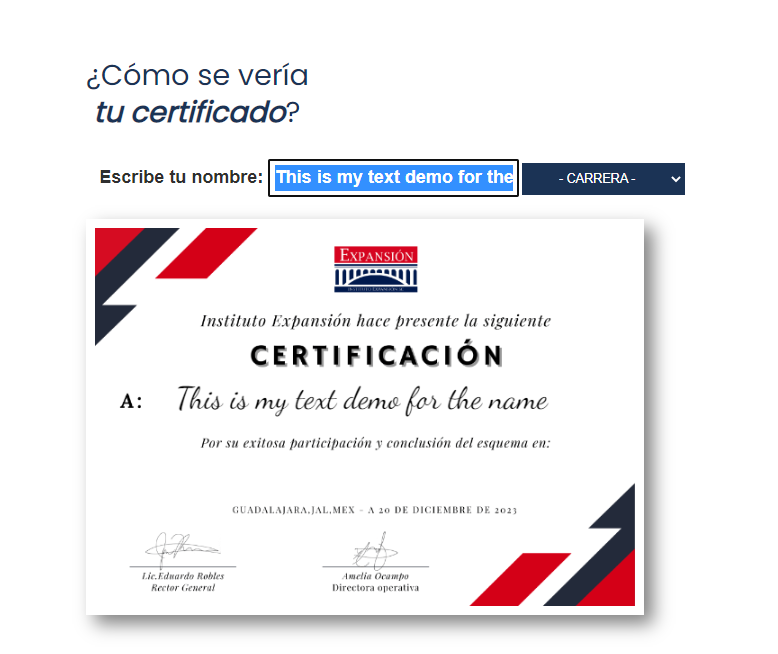 ¿Cómo se vería
tu certificado?
Escribe tu nombre: This is my text demo for the
- CARRERA -
EXPANSIÓN
Instituto Expansión hace presente la siguiente
CERTIFICACIÓN
A: This is my text demo for the name
Por su exitosa participación y conclusión del esquema en:
GUADALAJARA,JAL,MEX - A 20 DE DICIEMBRE DE 2023
Lic.Eduardo Robles
Rector General
Amelia Ocampo
Directora operativa